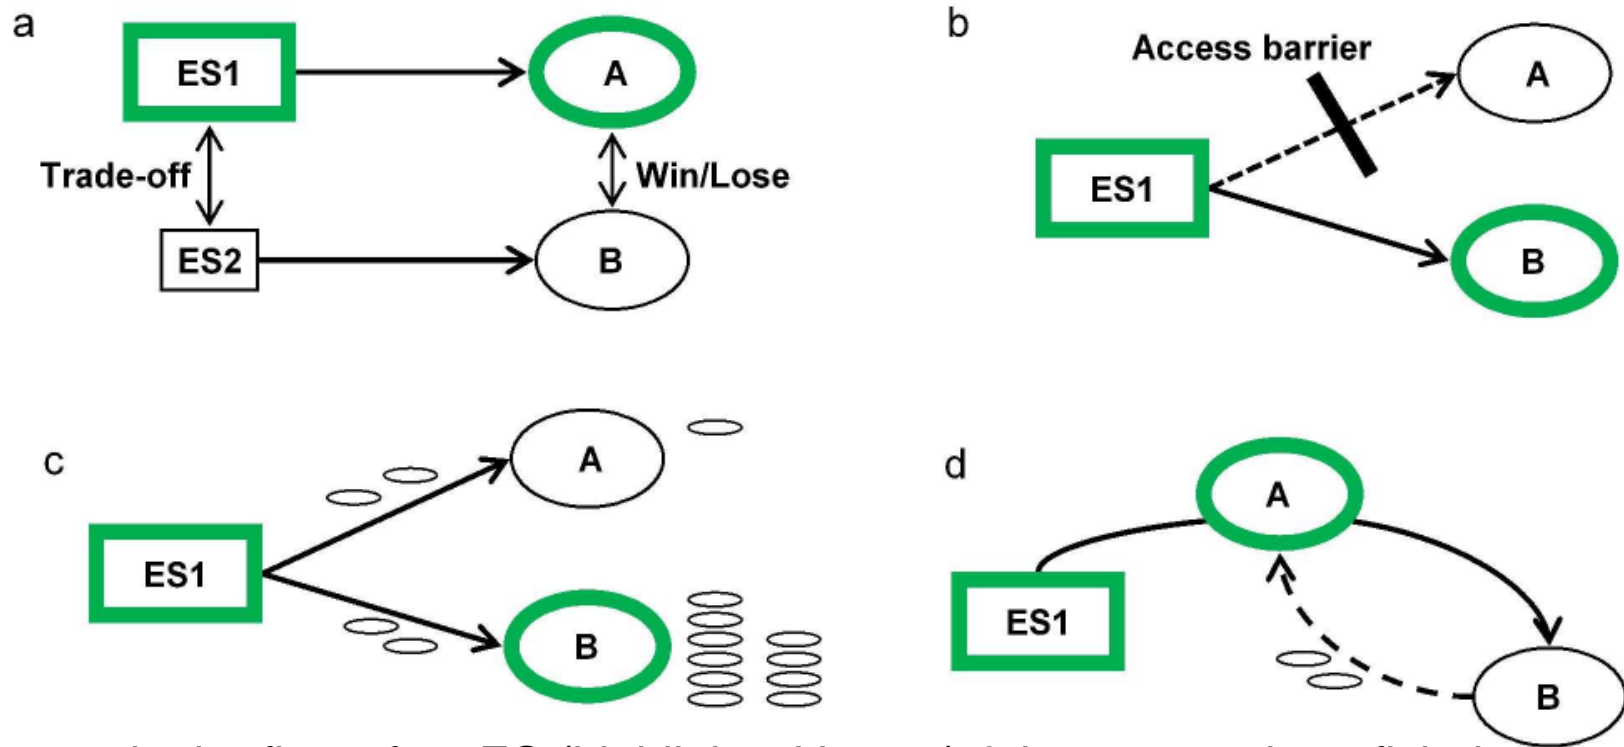 a
ES1
A
Trade-off
Win/Lose
ES2
B
b
Access barrier
A
ES1
B
c
A
ES1
B
d
A
ES1
B